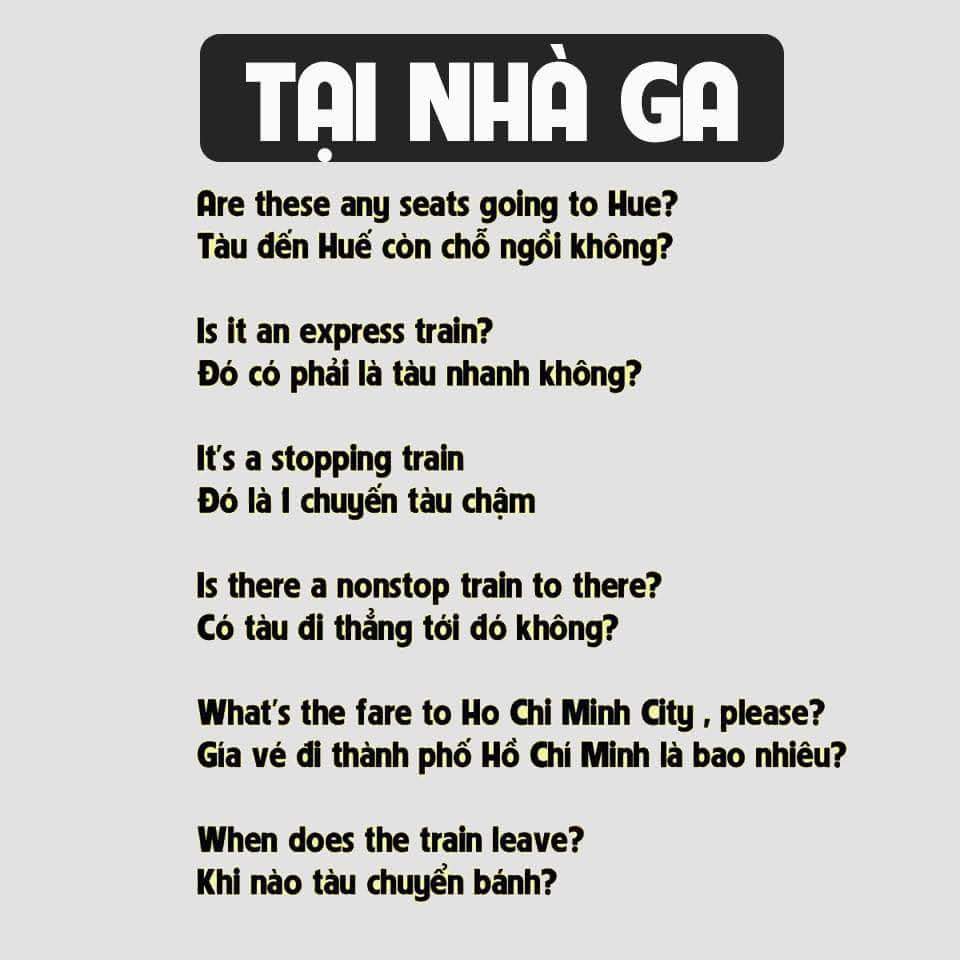 TẠI NHÀ GA
Are these any seats going to Hue?
Tàu đến Huế còn chỗ ngồi không?
Is it an express train?
Đó có phải là tàu nhanh không?
It's a stopping train
Đó là 1 chuyến tàu chậm
Is there a nonstop train to there?
Có tàu đi thẳng tới đó không?
What's the fare to Ho Chi Minh City , please?
Gía vé đi thành phố Hồ Chí Minh là bao nhiêu?
When does the train leave?
Khi nào tàu chuyển bánh?